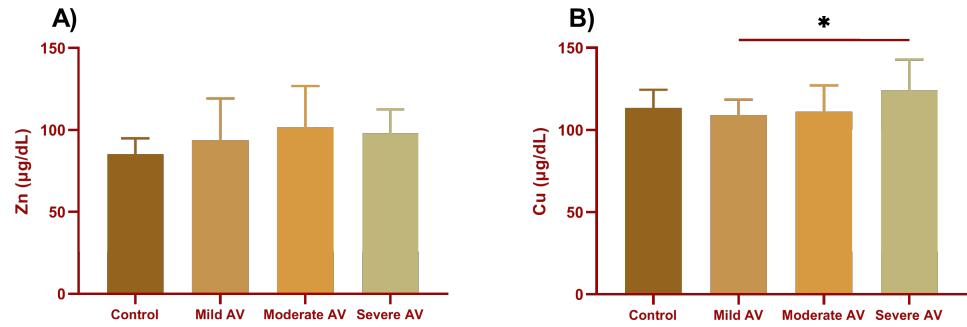 A)
Zn (µg/dL)
150
100
50
0
Control Mild AV Moderate AV Severe AV
B)
*
Cu (µg/dL)
150
100
50
0
Control Mild AV Moderate AV Severe AV